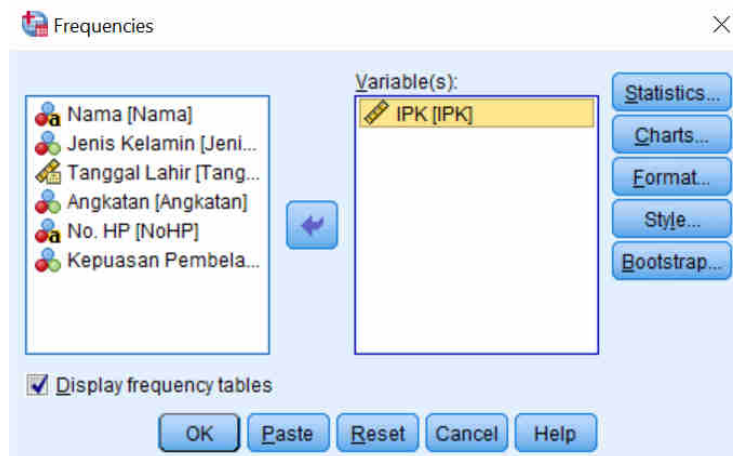 Frequencies
Variable(s):
Nama [Nama]
Jenis Kelamin [Jeni...
Tanggal Lahir [Tang...
Angkatan [Angkatan]
No. HP [NoHP]
Kepuasan Pembela...
IPK [IPK]
Statistics...
Charts...
Format...
Style...
Bootstrap...
Display frequency tables
OK Paste Reset Cancel Help